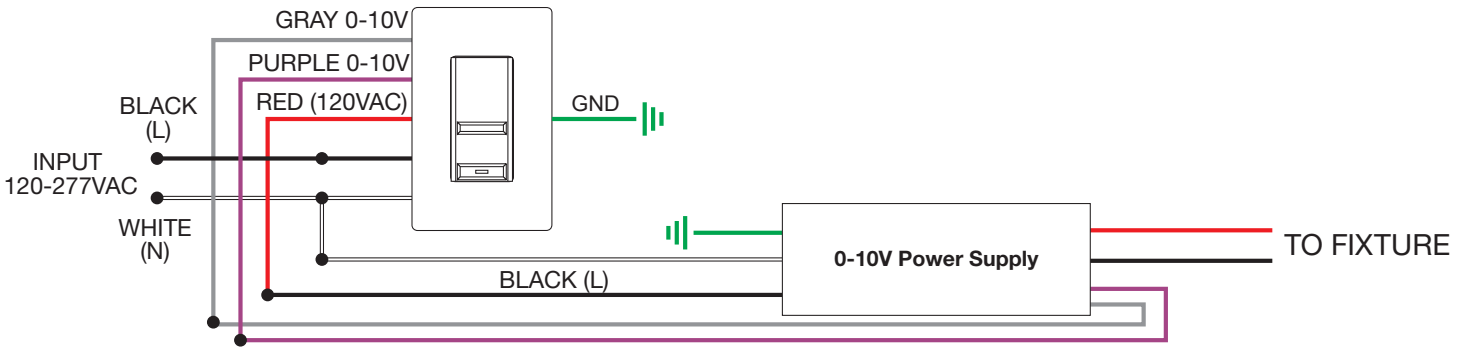 GRAY 0-10V
PURPLE 0-10V
BLACK
(L)
RED (120VAC)
GND
INPUT
120-277VAC
WHITE
(N)
0-10V Power Supply
TO FIXTURE
BLACK (L)